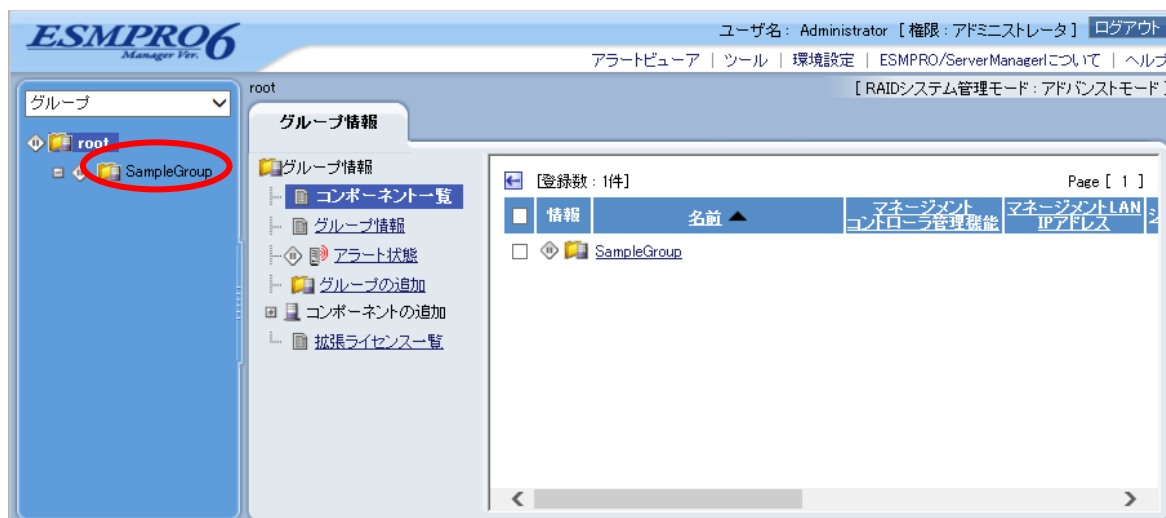 ESMPRO6
Manager Ver.
ユーザ名: Administrator [権限:アドミニストレータ] ログアウト
アラートビューア | ツール | 環境設定 | ESMPRO/ServerManagerについて | ヘルプ
グループ
root
[RAIDシステム管理モード:アドバンストモード]
グループ情報
root
SampleGroup
グループ情報
コンポーネント一覧
グループ情報
アラート状態
グループの追加
コンポーネントの追加
拡張ライセンス一覧
[登録数:1件]
Page [ 1 ]
情報
名前 ▲
マネージメント
コントローラ管理機能
マネージメントLAN
IPアドレス
SampleGroup